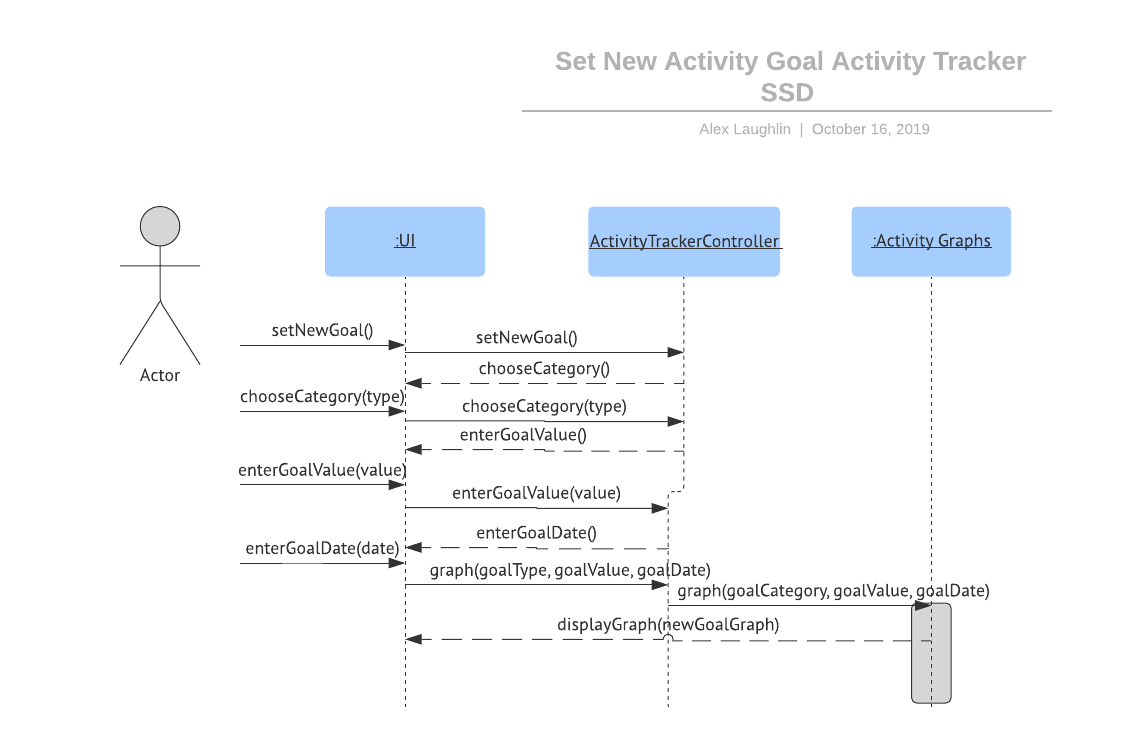 Set New Activity Goal Activity Tracker
SSD
Alex Laughlin | October 16, 2019
:UI
ActivityTrackerController
:Activity Graphs
Actor
setNewGoal()
setNewGoal()
chooseCategory()
chooseCategory(type)
chooseCategory(type)
enterGoalValue()
enterGoalValue(value)
enterGoalValue(value)
enterGoalDate()
enterGoalDate(date)
graph(goalType, goalValue, goalDate)
graph(goalCategory, goalValue, goalDate)
displayGraph(newGoalGraph)